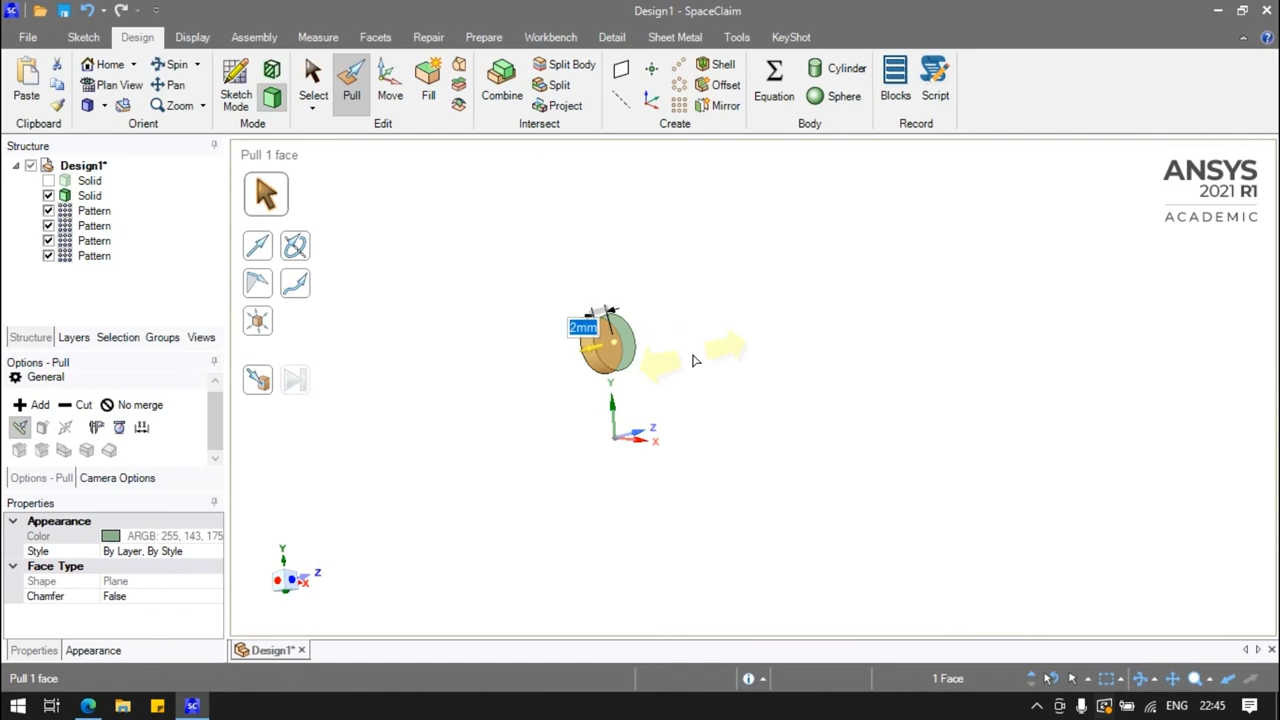 Design1 - SpaceClaim
File Sketch Design Display Assembly Measure Facets Repair Prepare Workbench Detail Sheet Metal Tools KeyShot
Home Spin Shell Cylinder
Split Body
Plan View Pan Split Offset
Paste Sketch Mode Select Pull Move Fill Combine Equation Sphere Blocks Script
Zoom Project Mirror
Clipboard Orient Mode Edit Intersect Create Body Record
Structure
Pull 1 face
Design1*
Solid
Solid
Pattern
Pattern
Pattern
Pattern
ANSYS
2021 R1
ACADEMIC
2mm
Y
Z
X
Structure Layers Selection Groups Views
Options - Pull
General
Add Cut No merge
Options - Pull Camera Options
Properties
Appearance
Color ARGB: 255, 143, 175
Style By Layer, By Style
Face Type
Shape Plane
Chamfer False
Y
Z
X
Properties Appearance
Design1*
Pull 1 face 1 Face
ENG 22:45